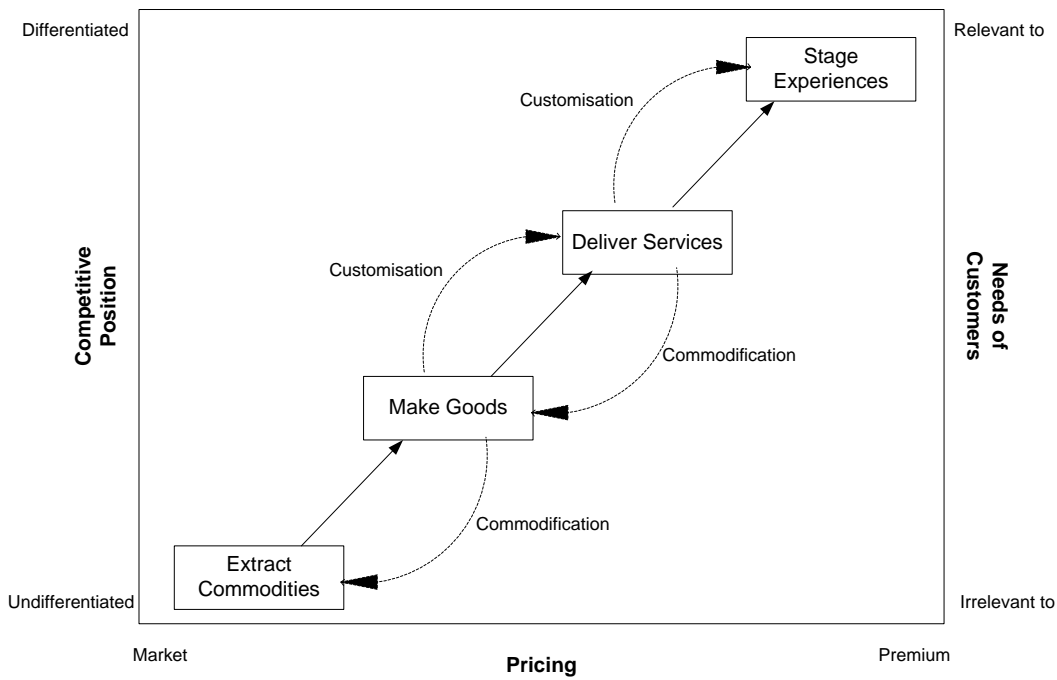 Differentiated
Relevant to
Stage
Experiences
Customisation
Deliver Services
Customisation
Competitive
Position
Needs of
Customers
Commodification
Make Goods
Commodification
Extract
Commodities
Undifferentiated
Irrelevant to
Market
Pricing
Premium